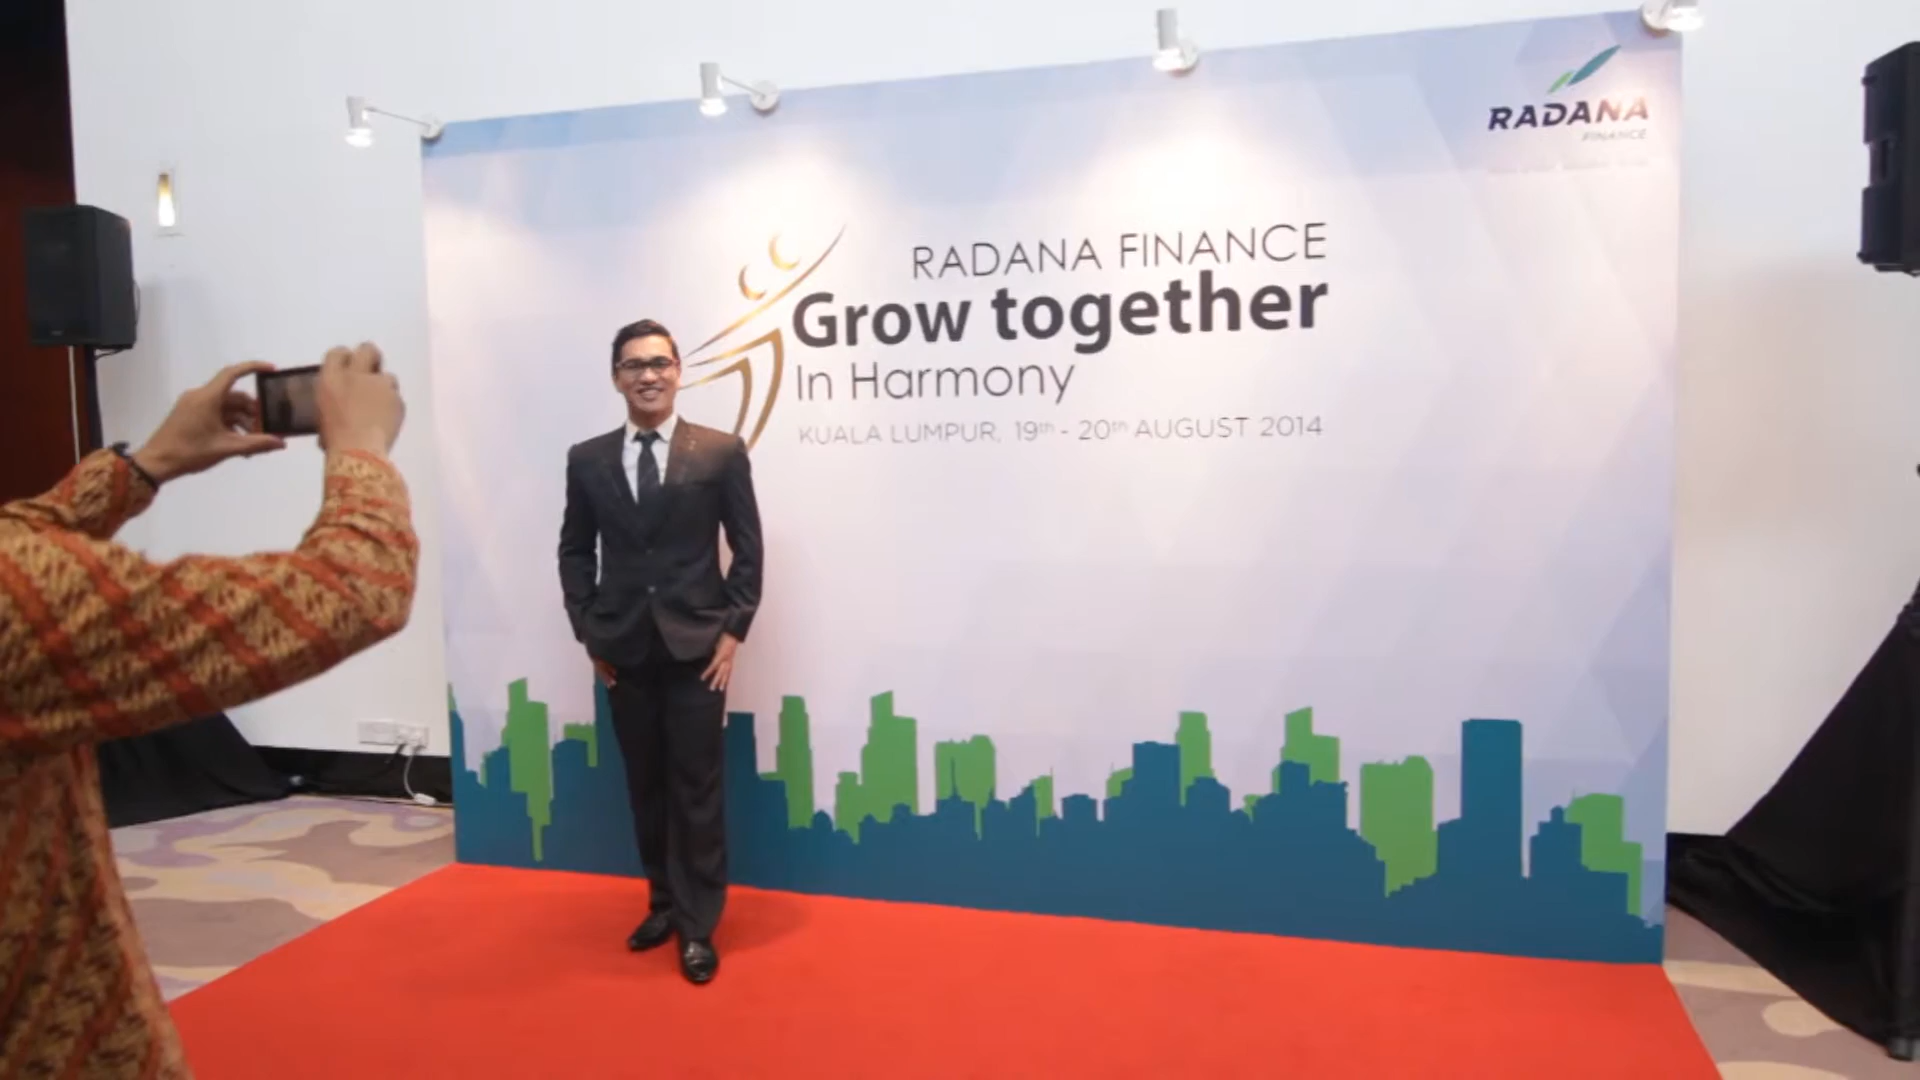 RADANA
FINANCE
RADANA FINANCE
Grow together
In Harmony
KUALA LUMPUR, 19th - 20th AUGUST 2014